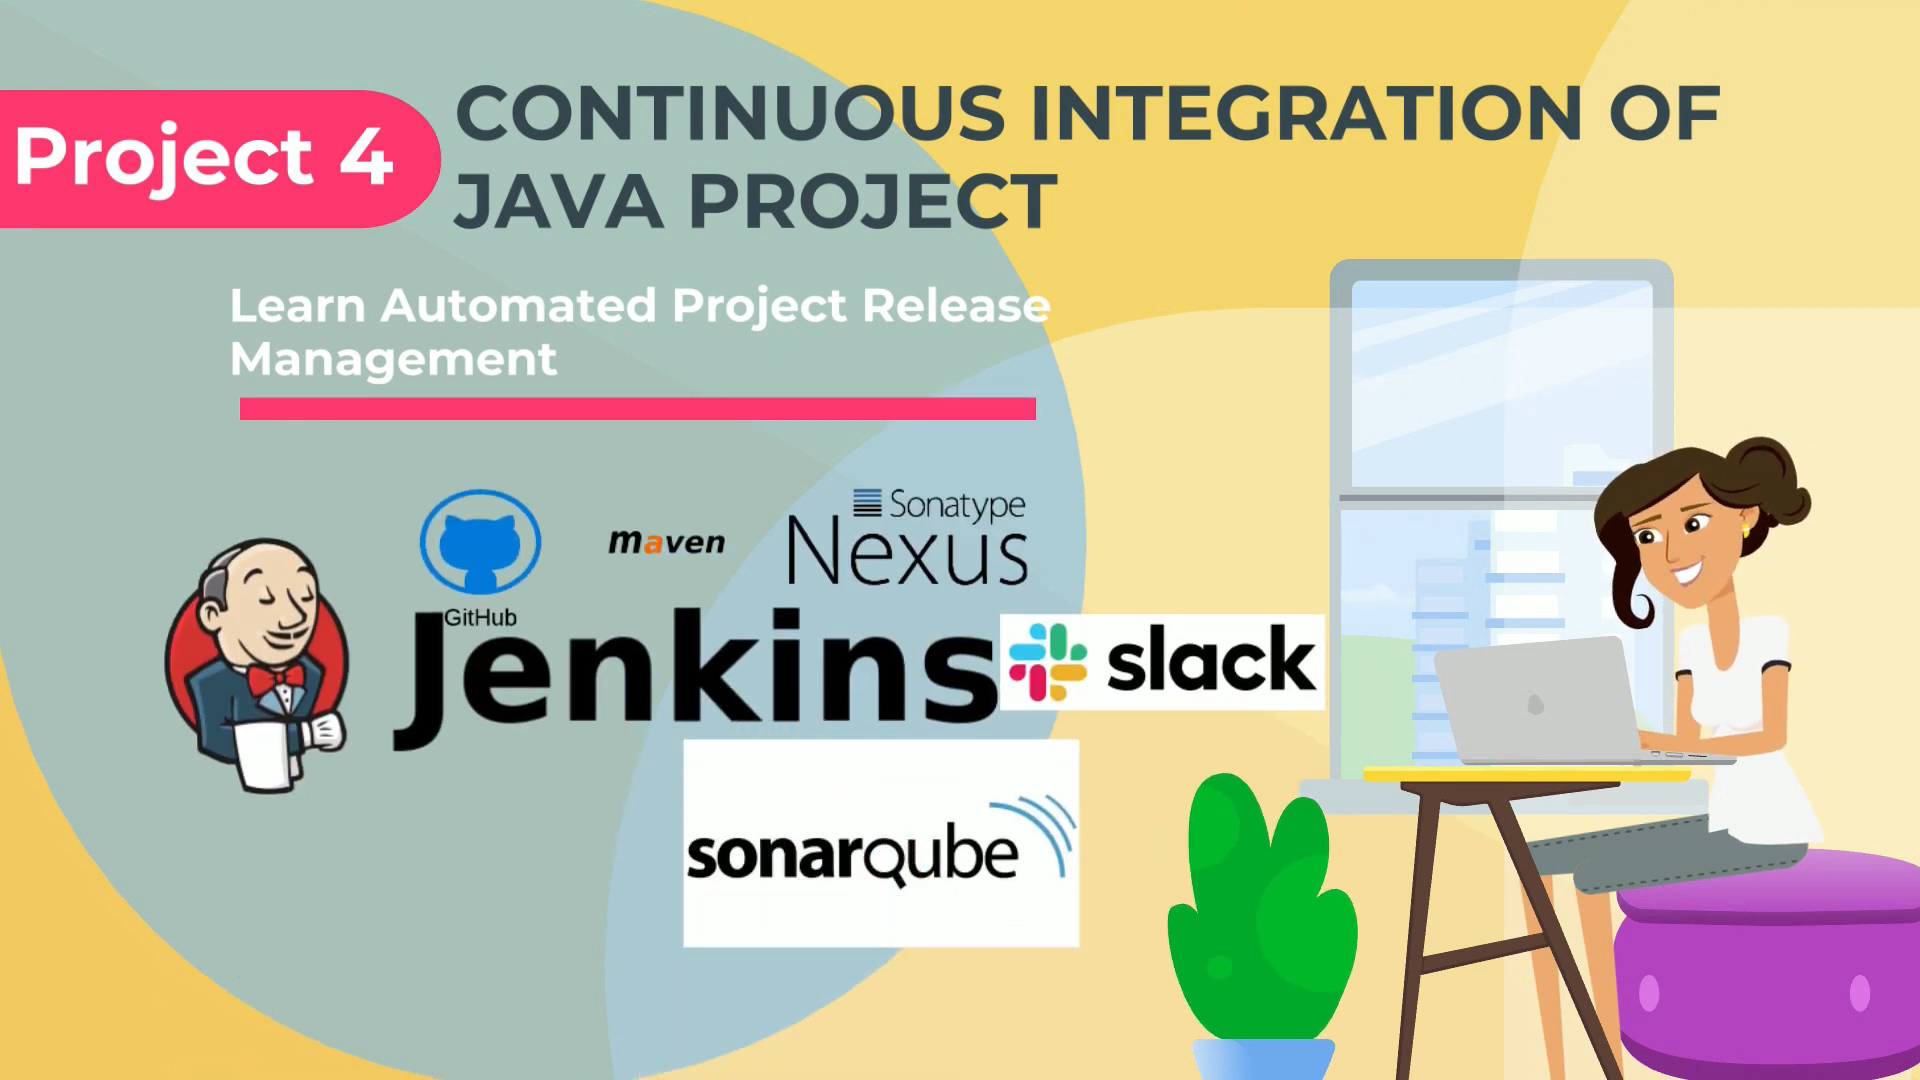 Project 4
CONTINUOUS INTEGRATION OF
JAVA PROJECT
Learn Automated Project Release
Management
GitHub
maven
Sonatype
Nexus
Jenkins
slack
sonarqube